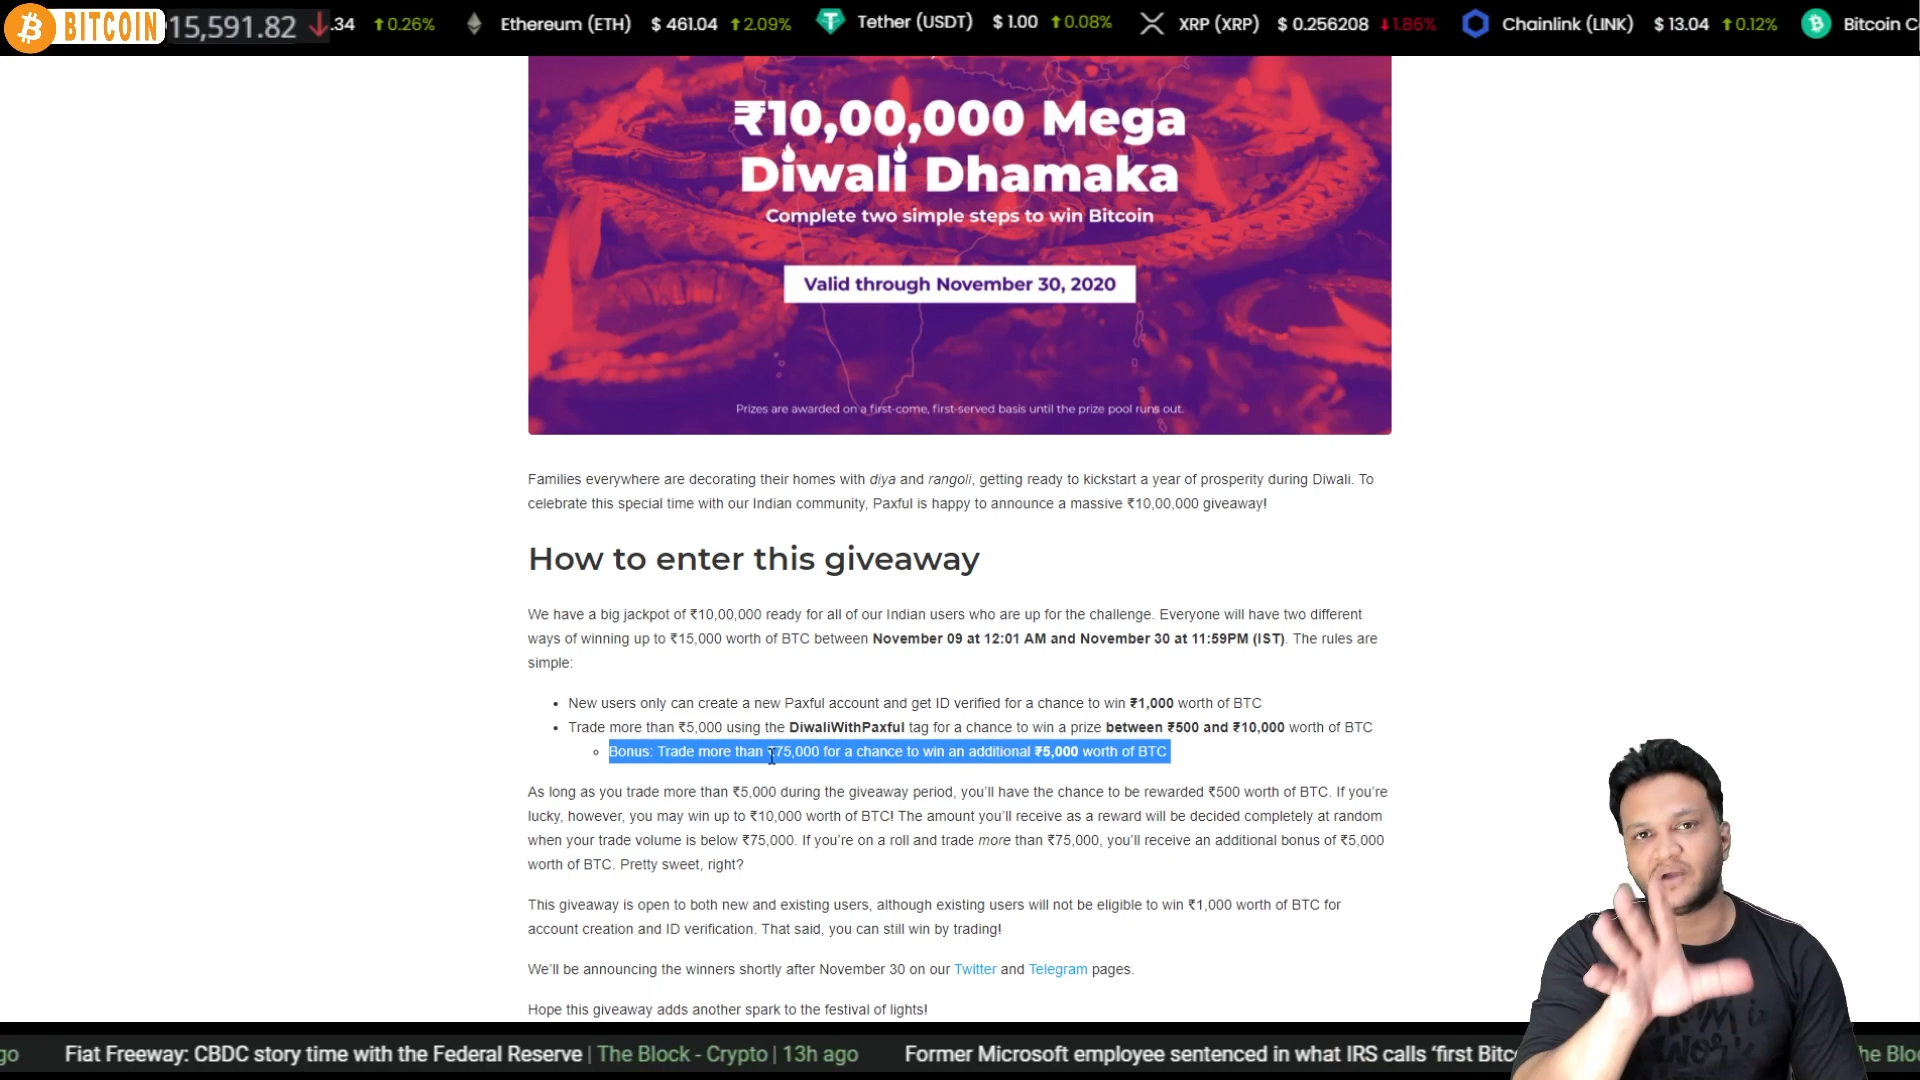 BITCOIN 15,591.82 .34 0.26% Ethereum (ETH) $ 461.04 2.09% Tether (USDT) $ 1.00 0.08% XRP (XRP) $ 0.256208 1.86% Chainlink (LINK) $ 13.04 0.12% Bitcoin C
₹10,00,000 Mega
Diwali Dhamaka
Complete two simple steps to win Bitcoin
Valid through November 30, 2020
Prizes are awarded on a first-come, first-served basis until the prize pool runs out.
Families everywhere are decorating their homes with diya and rangoli, getting ready to kickstart a year of prosperity during Diwali. To
celebrate this special time with our Indian community, Paxful is happy to announce a massive ₹10,00,000 giveaway!
How to enter this giveaway
We have a big jackpot of ₹10,00,000 ready for all of our Indian users who are up for the challenge. Everyone will have two different
ways of winning up to ₹15,000 worth of BTC between November 09 at 12:01 AM and November 30 at 11:59PM (IST). The rules are
simple:
• New users only can create a new Paxful account and get ID verified for a chance to win ₹1,000 worth of BTC
• Trade more than ₹5,000 using the DiwaliWithPaxful tag for a chance to win a prize between ₹500 and ₹10,000 worth of BTC
◦ Bonus: Trade more than ₹75,000 for a chance to win an additional ₹5,000 worth of BTC
As long as you trade more than ₹5,000 during the giveaway period, you'll have the chance to be rewarded ₹500 worth of BTC. If you're
lucky, however, you may win up to ₹10,000 worth of BTC! The amount you'll receive as a reward will be decided completely at random
when your trade volume is below ₹75,000. If you're on a roll and trade more than ₹75,000, you'll receive an additional bonus of ₹5,000
worth of BTC. Pretty sweet, right?
This giveaway is open to both new and existing users, although existing users will not be eligible to win ₹1,000 worth of BTC for
account creation and ID verification. That said, you can still win by trading!
We'll be announcing the winners shortly after November 30 on our Twitter and Telegram pages.
Hope this giveaway adds another spark to the festival of lights!
go Fiat Freeway: CBDC story time with the Federal Reserve | The Block - Crypto | 13h ago Former Microsoft employee sentenced in what IRS calls 'first Bitc he Bloc